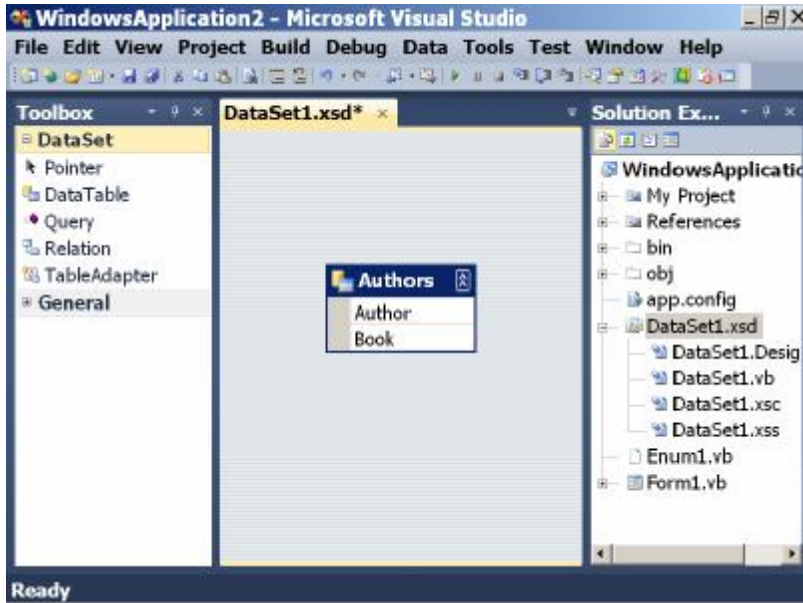 WindowsApplication2 - Microsoft Visual Studio
File Edit View Project Build Debug Data Tools Test Window Help
Toolbox
DataSet
Pointer
DataTable
Query
Relation
TableAdapter
General
DataSet1.xsd*
Authors
Author
Book
Solution Ex...
WindowsApplicatio
My Project
References
bin
obj
app.config
DataSet1.xsd
DataSet1.Desig
DataSet1.vb
DataSet1.xsc
DataSet1.xss
Enum1.vb
Form1.vb
Ready